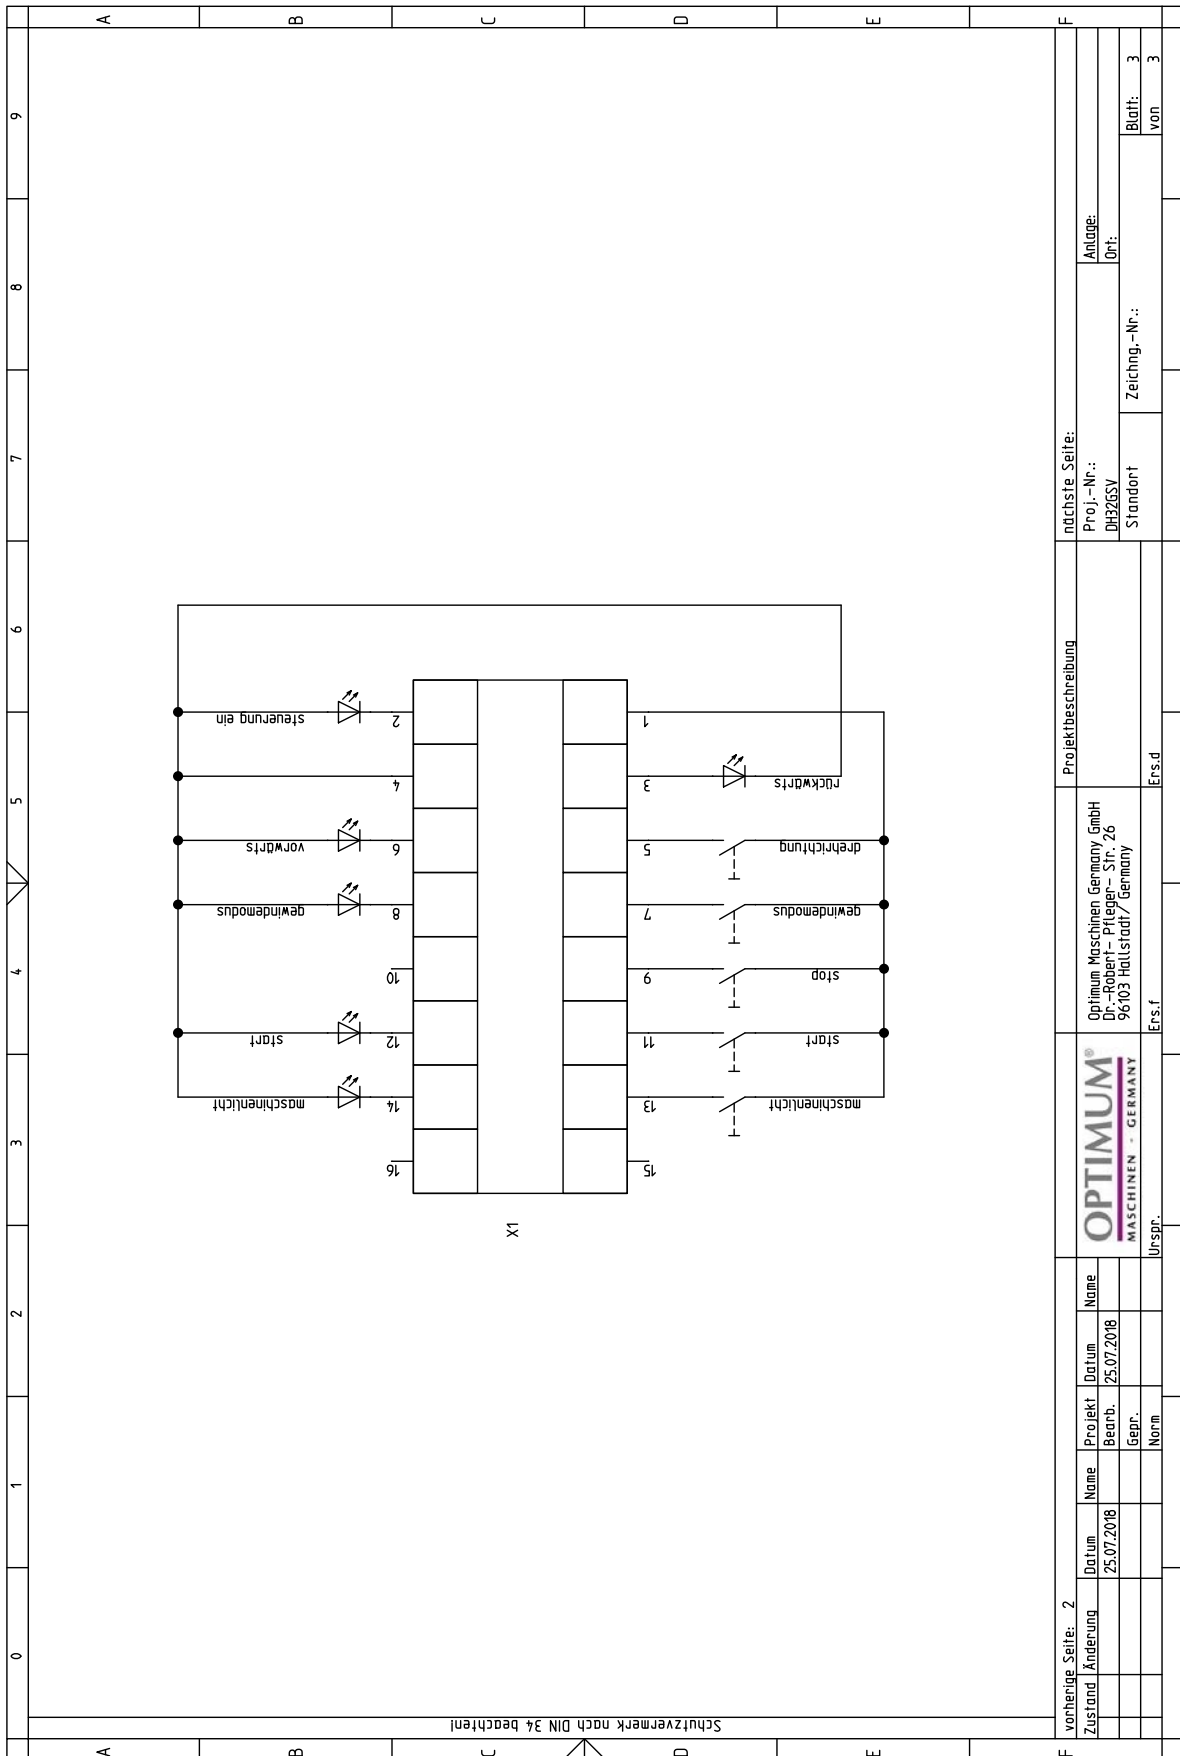 0 1 2 3 4 5 6 7 8 9
A
B
C
D
E
F
A
B
C
D
E
F
Schutzvermerk nach DIN 34 beachten!
maschinenlicht
start
gewindemodus
vorwärts
steuerung ein
16 14 12 10 8 6 4 2
X1
15 13 11 9 7 5 3 1
maschinenlicht
start
stop
gewindemodus
drehrichtung
rückwärts
vorherige Seite: 2
nächste Seite:
Zustand Änderung Datum Name Projekt Datum Name
25.07.2018 Bearb. 25.07.2018
Gepr.
Norm
OPTIMUM®
MASCHINEN - GERMANY
Urspr.
Optimum Maschinen Germany GmbH
Dr.-Robert- Pfleger- Str. 26
96103 Hallstadt/ Germany
Ers.f
Ers.d
Projektbeschreibung
Proj.-Nr.:
DH32GSV
Standort
Zeichng.-Nr.:
Anlage:
Ort:
Blatt: 3
von 3